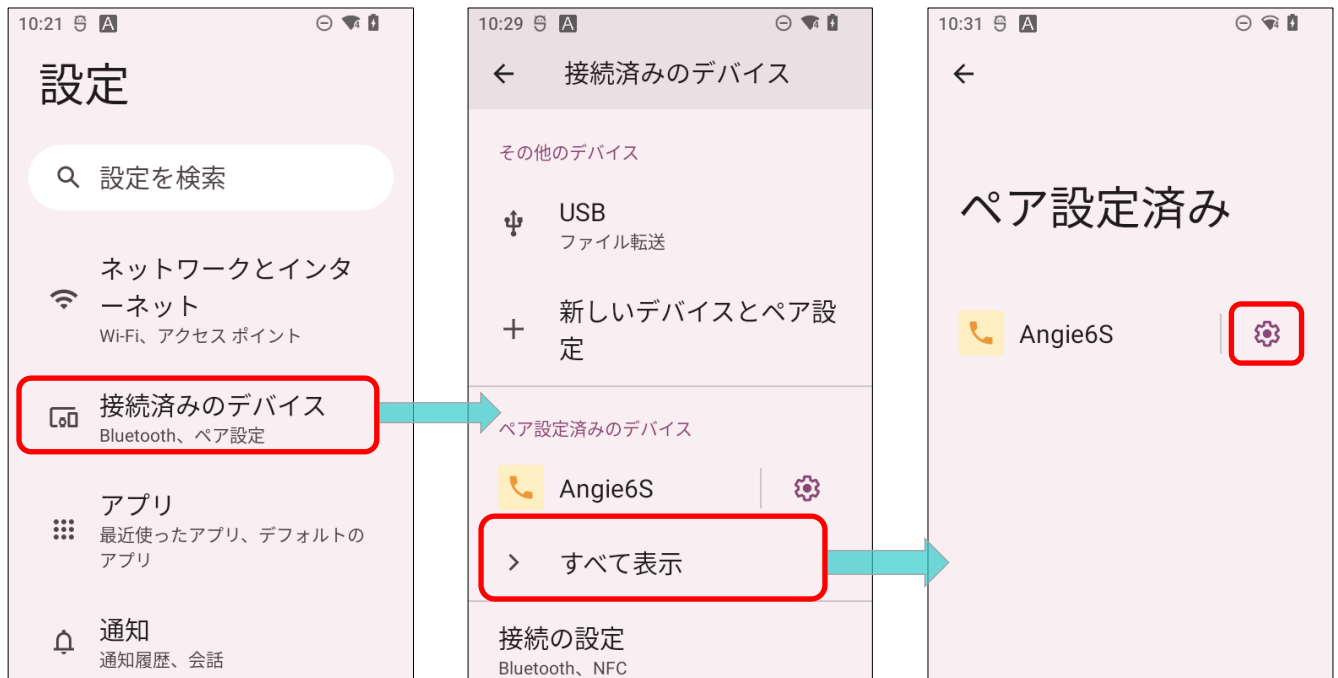 10:21
設定
設定を検索
ネットワークとインタ
ーネット
Wi-Fi、アクセス ポイント
接続済みのデバイス
Bluetooth、ペア設定
アプリ
最近使ったアプリ、デフォルトの
アプリ
通知
通知履歴、会話
10:29
接続済みのデバイス
その他のデバイス
USB
ファイル転送
新しいデバイスとペア設
定
ペア設定済みのデバイス
Angie6S
すべて表示
接続の設定
Bluetooth、NFC
10:31
ペア設定済み
Angie6S